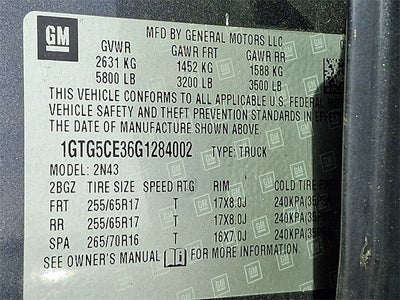 GM
MFD BY GENERAL MOTORS LLC
GVWR GAWR FRT GAWR RR
2631 KG 1452 KG 1588 KG
5800 LB 3200 LB 3500 LB
THIS VEHICLE CONFORMS TO ALL APPLICABLE U.S. FEDERAL
VEHICLE SAFETY AND THEFT PREVENTION STANDARDS IN EFFECT
THE DATE OF MANUFACTURE SHOWN ABOVE.
1GTG5CE36G1284002 TYPE: TRUCK
MODEL: 2N43
2BGZ TIRE SIZE SPEED RTG RIM COLD TIRE
FRT 255/65R17 T 17X8.0J 240KPA(35PSI
RR 255/65R17 T 17X8.0J 240KPA(35PSI
SPA 265/70R16 T 16X7.0J 240KPA(35PSI
SEE OWNER'S MANUAL FOR MORE INFORMATION.